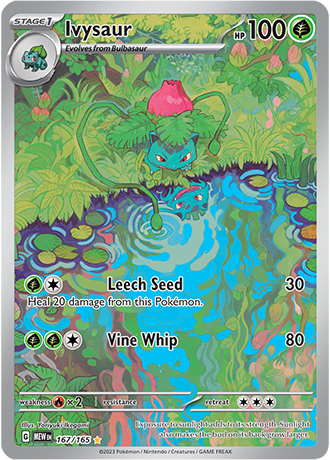 STAGE 1
Ivysaur
HP 100
Evolves from Bulbasaur
Leech Seed 30
Heal 20 damage from this Pokémon.
Vine Whip 80
weakness ×2 resistance retreat
Illus. Yoriyuki Ikegami
G MEW EN 167/165
Exposure to sunlight adds to its strength. Sunlight
also makes the bud on its back grow larger.
©2023 Pokémon / Nintendo / Creatures / GAME FREAK